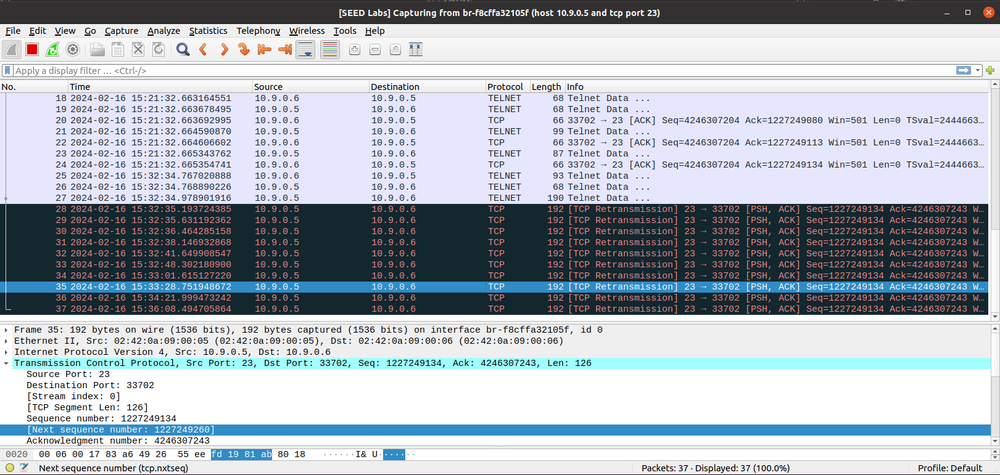 [SEED Labs] Capturing from br-f8cffa32105f (host 10.9.0.5 and tcp port 23)
File Edit View Go Capture Analyze Statistics Telephony Wireless Tools Help
Apply a display filter … <Ctrl-/>
No. Time Source Destination Protocol Length Info
18 2024-02-16 15:21:32.663164551 10.9.0.6 10.9.0.5 TELNET 68 Telnet Data ...
19 2024-02-16 15:21:32.663678495 10.9.0.5 10.9.0.6 TELNET 68 Telnet Data ...
20 2024-02-16 15:21:32.663692995 10.9.0.6 10.9.0.5 TCP 66 33702 → 23 [ACK] Seq=4246307204 Ack=1227249080 Win=501 Len=0 TSval=2444663…
21 2024-02-16 15:21:32.664590870 10.9.0.5 10.9.0.6 TELNET 99 Telnet Data ...
22 2024-02-16 15:21:32.664606602 10.9.0.6 10.9.0.5 TCP 66 33702 → 23 [ACK] Seq=4246307204 Ack=1227249113 Win=501 Len=0 TSval=2444663…
23 2024-02-16 15:21:32.665343762 10.9.0.5 10.9.0.6 TELNET 87 Telnet Data ...
24 2024-02-16 15:21:32.665354741 10.9.0.6 10.9.0.5 TCP 66 33702 → 23 [ACK] Seq=4246307204 Ack=1227249134 Win=501 Len=0 TSval=2444663…
25 2024-02-16 15:32:34.767020888 10.9.0.6 10.9.0.5 TELNET 93 Telnet Data ...
26 2024-02-16 15:32:34.768890226 10.9.0.5 10.9.0.6 TELNET 68 Telnet Data ...
27 2024-02-16 15:32:34.978901916 10.9.0.5 10.9.0.6 TELNET 190 Telnet Data ...
28 2024-02-16 15:32:35.193724385 10.9.0.5 10.9.0.6 TCP 192 [TCP Retransmission] 23 → 33702 [PSH, ACK] Seq=1227249134 Ack=4246307243 W…
29 2024-02-16 15:32:35.631192362 10.9.0.5 10.9.0.6 TCP 192 [TCP Retransmission] 23 → 33702 [PSH, ACK] Seq=1227249134 Ack=4246307243 W…
30 2024-02-16 15:32:36.464285158 10.9.0.5 10.9.0.6 TCP 192 [TCP Retransmission] 23 → 33702 [PSH, ACK] Seq=1227249134 Ack=4246307243 W…
31 2024-02-16 15:32:38.146932868 10.9.0.5 10.9.0.6 TCP 192 [TCP Retransmission] 23 → 33702 [PSH, ACK] Seq=1227249134 Ack=4246307243 W…
32 2024-02-16 15:32:41.649908547 10.9.0.5 10.9.0.6 TCP 192 [TCP Retransmission] 23 → 33702 [PSH, ACK] Seq=1227249134 Ack=4246307243 W…
33 2024-02-16 15:32:48.302180900 10.9.0.5 10.9.0.6 TCP 192 [TCP Retransmission] 23 → 33702 [PSH, ACK] Seq=1227249134 Ack=4246307243 W…
34 2024-02-16 15:33:01.615127220 10.9.0.5 10.9.0.6 TCP 192 [TCP Retransmission] 23 → 33702 [PSH, ACK] Seq=1227249134 Ack=4246307243 W…
35 2024-02-16 15:33:28.751948672 10.9.0.5 10.9.0.6 TCP 192 [TCP Retransmission] 23 → 33702 [PSH, ACK] Seq=1227249134 Ack=4246307243 W…
36 2024-02-16 15:34:21.999473242 10.9.0.5 10.9.0.6 TCP 192 [TCP Retransmission] 23 → 33702 [PSH, ACK] Seq=1227249134 Ack=4246307243 W…
37 2024-02-16 15:36:08.494705864 10.9.0.5 10.9.0.6 TCP 192 [TCP Retransmission] 23 → 33702 [PSH, ACK] Seq=1227249134 Ack=4246307243 W…
Frame 35: 192 bytes on wire (1536 bits), 192 bytes captured (1536 bits) on interface br-f8cffa32105f, id 0
Ethernet II, Src: 02:42:0a:09:00:05 (02:42:0a:09:00:05), Dst: 02:42:0a:09:00:06 (02:42:0a:09:00:06)
Internet Protocol Version 4, Src: 10.9.0.5, Dst: 10.9.0.6
Transmission Control Protocol, Src Port: 23, Dst Port: 33702, Seq: 1227249134, Ack: 4246307243, Len: 126
Source Port: 23
Destination Port: 33702
[Stream index: 0]
[TCP Segment Len: 126]
Sequence number: 1227249134
[Next sequence number: 1227249260]
Acknowledgment number: 4246307243
0020 00 06 00 17 83 a6 49 26 55 ee fd 19 81 ab 80 18 ······I& U·······
Next sequence number (tcp.nxtseq) Packets: 37 · Displayed: 37 (100.0%) Profile: Default